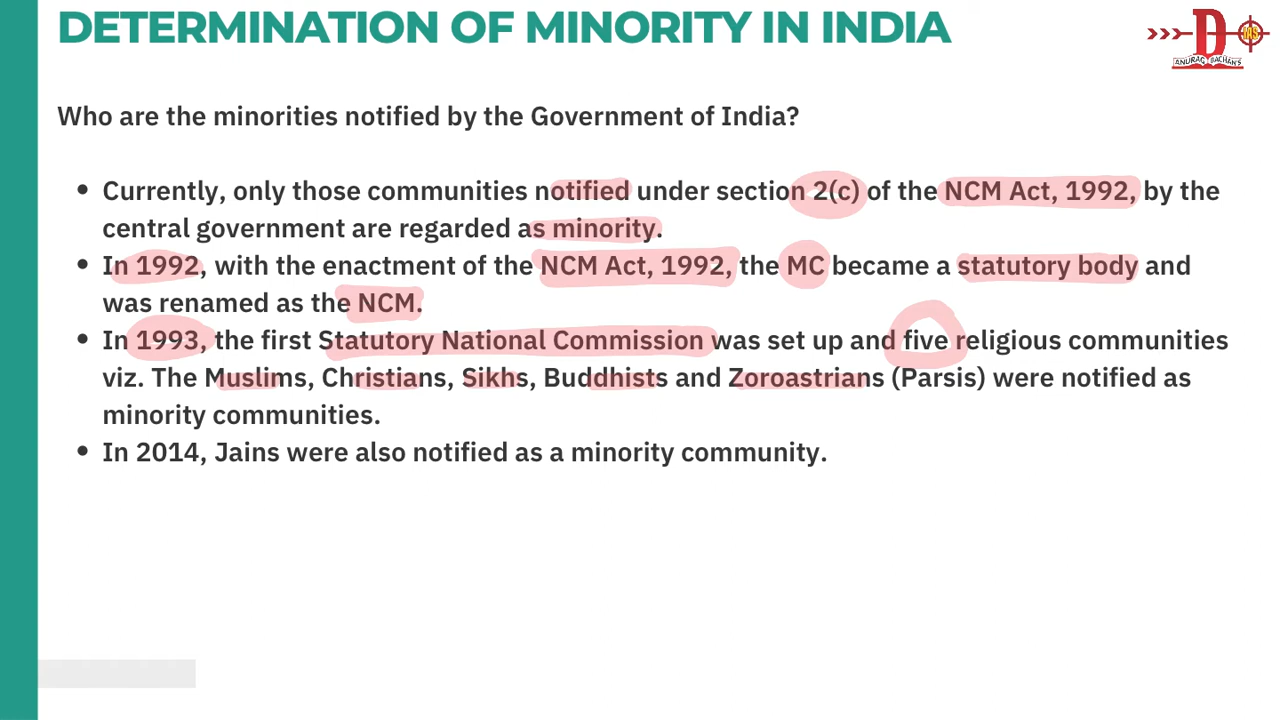 DETERMINATION OF MINORITY IN INDIA
D
IAS
ANURAG BACHAN'S
Who are the minorities notified by the Government of India?
• Currently, only those communities notified under section 2(c) of the NCM Act, 1992, by the
central government are regarded as minority.
• In 1992, with the enactment of the NCM Act, 1992, the MC became a statutory body and
was renamed as the NCM.
• In 1993, the first Statutory National Commission was set up and five religious communities
viz. The Muslims, Christians, Sikhs, Buddhists and Zoroastrians (Parsis) were notified as
minority communities.
• In 2014, Jains were also notified as a minority community.